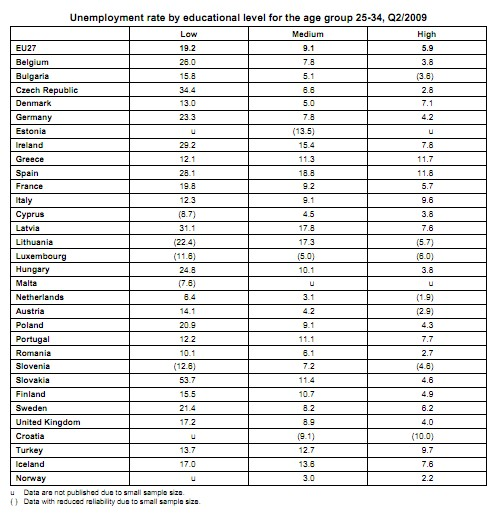 Unemployment rate by educational level for the age group 25-34, Q2/2009
Low Medium High
EU27 19.2 9.1 5.9
Belgium 26.0 7.8 3.8
Bulgaria 15.8 5.1 (3.6)
Czech Republic 34.4 6.6 2.8
Denmark 13.0 5.0 7.1
Germany 23.3 7.8 4.2
Estonia u (13.5) u
Ireland 29.2 15.4 7.8
Greece 12.1 11.3 11.7
Spain 28.1 18.8 11.8
France 19.8 9.2 5.7
Italy 12.3 9.1 9.6
Cyprus (8.7) 4.5 3.8
Latvia 31.1 17.8 7.6
Lithuania (22.4) 17.3 (5.7)
Luxembourg (11.6) (5.0) (6.0)
Hungary 24.8 10.1 3.8
Malta (7.6) u u
Netherlands 6.4 3.1 (1.9)
Austria 14.1 4.2 (2.9)
Poland 20.9 9.1 4.3
Portugal 12.2 11.1 7.7
Romania 10.1 6.1 2.7
Slovenia (12.6) 7.2 (4.6)
Slovakia 53.7 11.4 4.6
Finland 15.5 10.7 4.9
Sweden 21.4 8.2 6.2
United Kingdom 17.2 8.9 4.0
Croatia u (9.1) (10.0)
Turkey 13.7 12.7 9.7
Iceland 17.0 13.6 7.6
Norway u 3.0 2.2
u Data are not published due to small sample size.
( ) Data with reduced reliability due to small sample size.